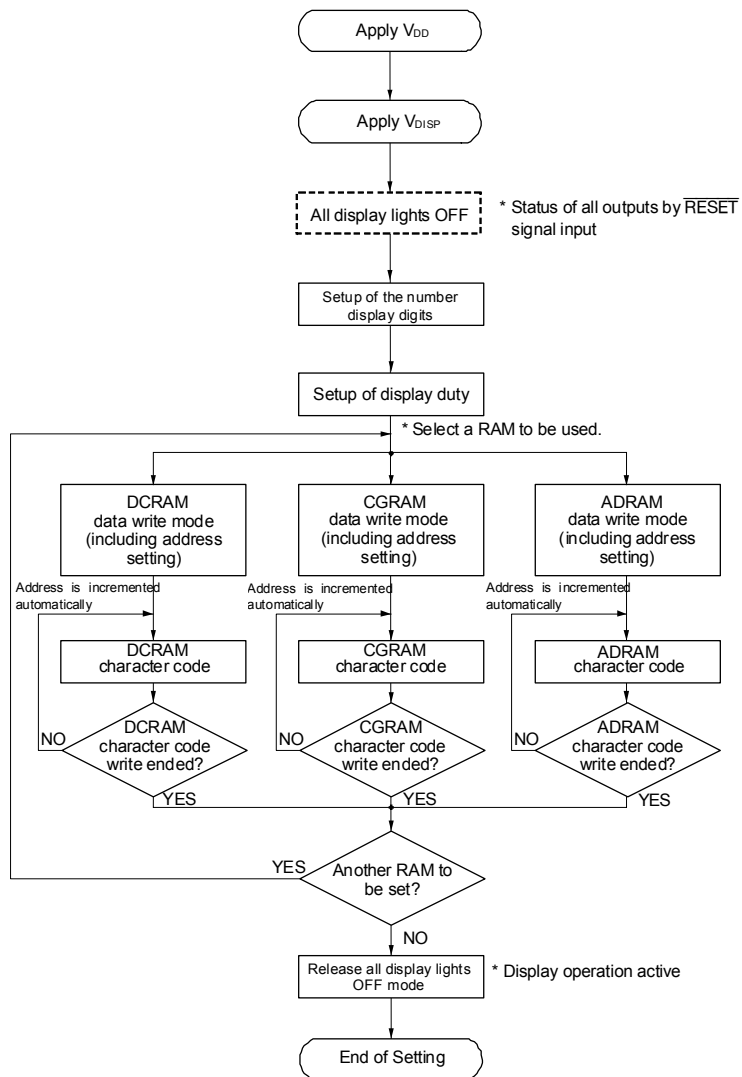 Apply VDD
Apply VDISP
All display lights OFF
* Status of all outputs by RESET
signal input
Setup of the number
display digits
Setup of display duty
* Select a RAM to be used.
DCRAM
data write mode
(including address
setting)
CGRAM
data write mode
(including address
setting)
ADRAM
data write mode
(including address
setting)
Address is incremented
automatically
Address is incremented
automatically
Address is incremented
automatically
DCRAM
character code
CGRAM
character code
ADRAM
character code
NO
DCRAM
character code
write ended?
YES
NO
CGRAM
character code
write ended?
YES
NO
ADRAM
character code
write ended?
YES
YES
Another RAM to
be set?
NO
Release all display lights
OFF mode
* Display operation active
End of Setting